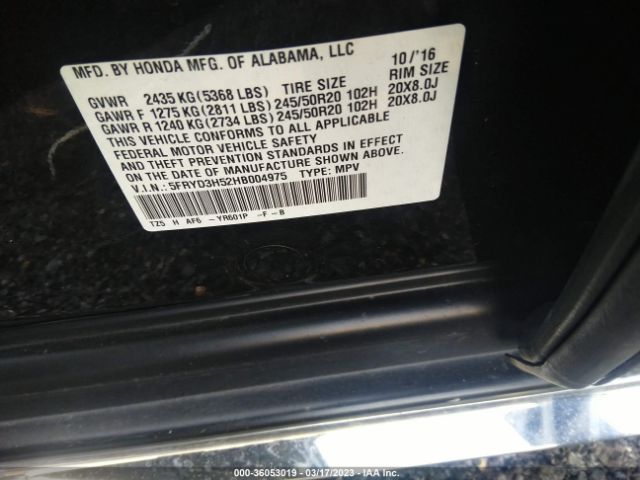 MFD. BY HONDA MFG. OF ALABAMA, LLC 10/'16
GVWR 2435 KG (5368 LBS) TIRE SIZE RIM SIZE
GAWR F 1275 KG (2811 LBS) 245/50R20 102H 20X8.0J
GAWR R 1240 KG (2734 LBS) 245/50R20 102H 20X8.0J
THIS VEHICLE CONFORMS TO ALL APPLICABLE
FEDERAL MOTOR VEHICLE SAFETY
AND THEFT PREVENTION STANDARDS IN EFFECT
ON THE DATE OF MANUFACTURE SHOWN ABOVE.
V.I.N.: 5FRYD3H52HB004975 TYPE: MPV
TZ5 H AF6 -YR601P -F-B
000-36053019 - 03/17/2023 - IAA Inc.